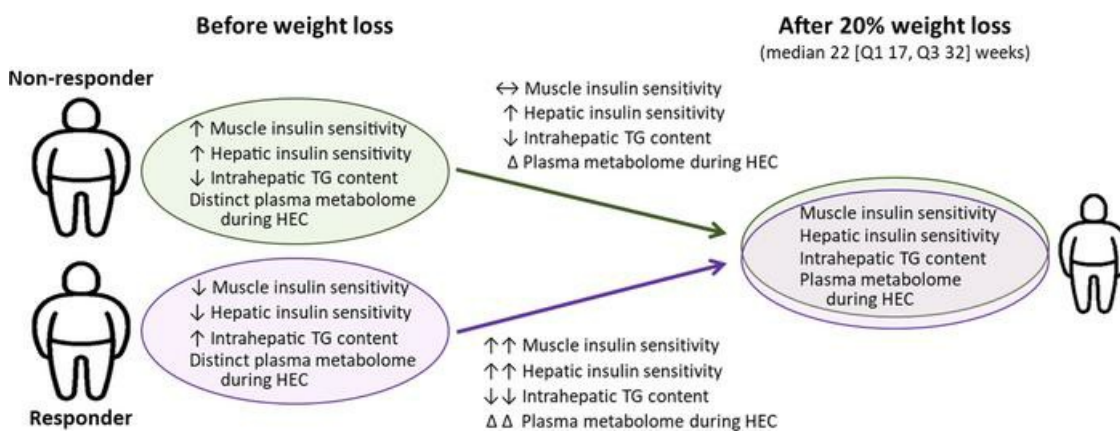 Before weight loss
After 20% weight loss
(median 22 [Q1 17, Q3 32] weeks)
Non-responder
↑ Muscle insulin sensitivity
↑ Hepatic insulin sensitivity
↓ Intrahepatic TG content
Distinct plasma metabolome
during HEC
↔ Muscle insulin sensitivity
↑ Hepatic insulin sensitivity
↓ Intrahepatic TG content
Δ Plasma metabolome during HEC
Muscle insulin sensitivity
Hepatic insulin sensitivity
Intrahepatic TG content
Plasma metabolome
during HEC
↓ Muscle insulin sensitivity
↓ Hepatic insulin sensitivity
↑ Intrahepatic TG content
Distinct plasma metabolome
during HEC
↑↑ Muscle insulin sensitivity
↑↑ Hepatic insulin sensitivity
↓↓ Intrahepatic TG content
Δ Δ Plasma metabolome during HEC
Responder